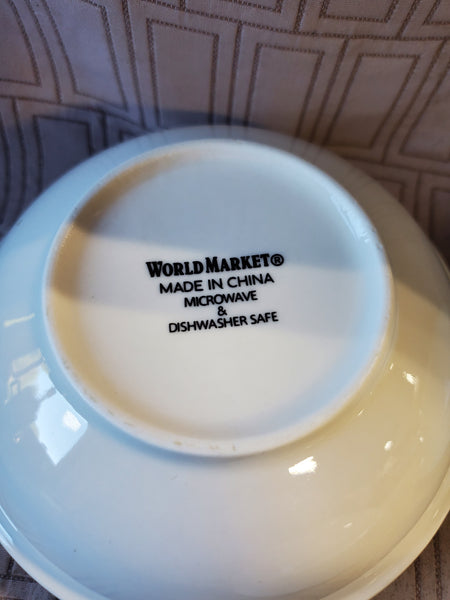 WORLD MARKET®
MADE IN CHINA
MICROWAVE
&
DISHWASHER SAFE